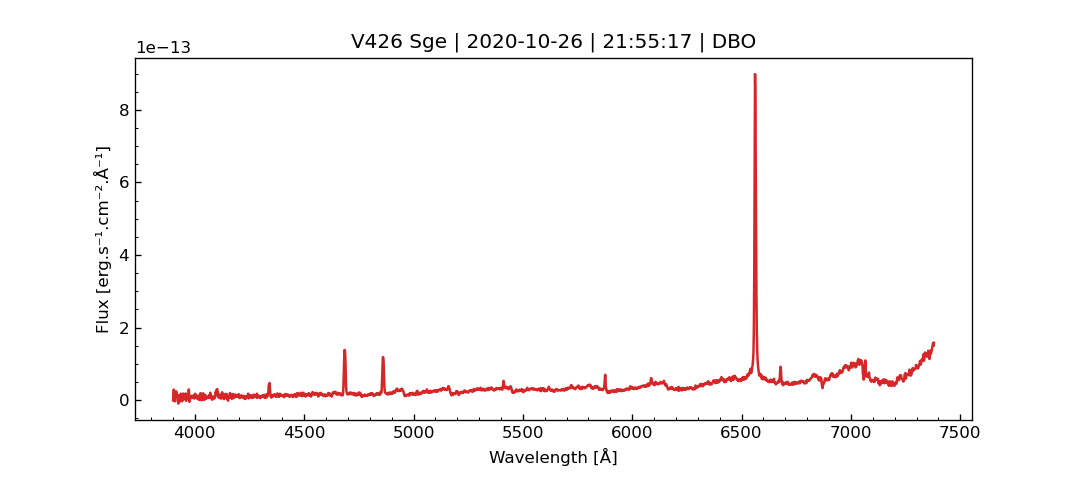 V426 Sge | 2020-10-26 | 21:55:17 | DBO
1e−13
8
6
4
2
0
Flux [erg.s⁻¹.cm⁻².Å⁻¹]
4000 4500 5000 5500 6000 6500 7000 7500
Wavelength [Å]